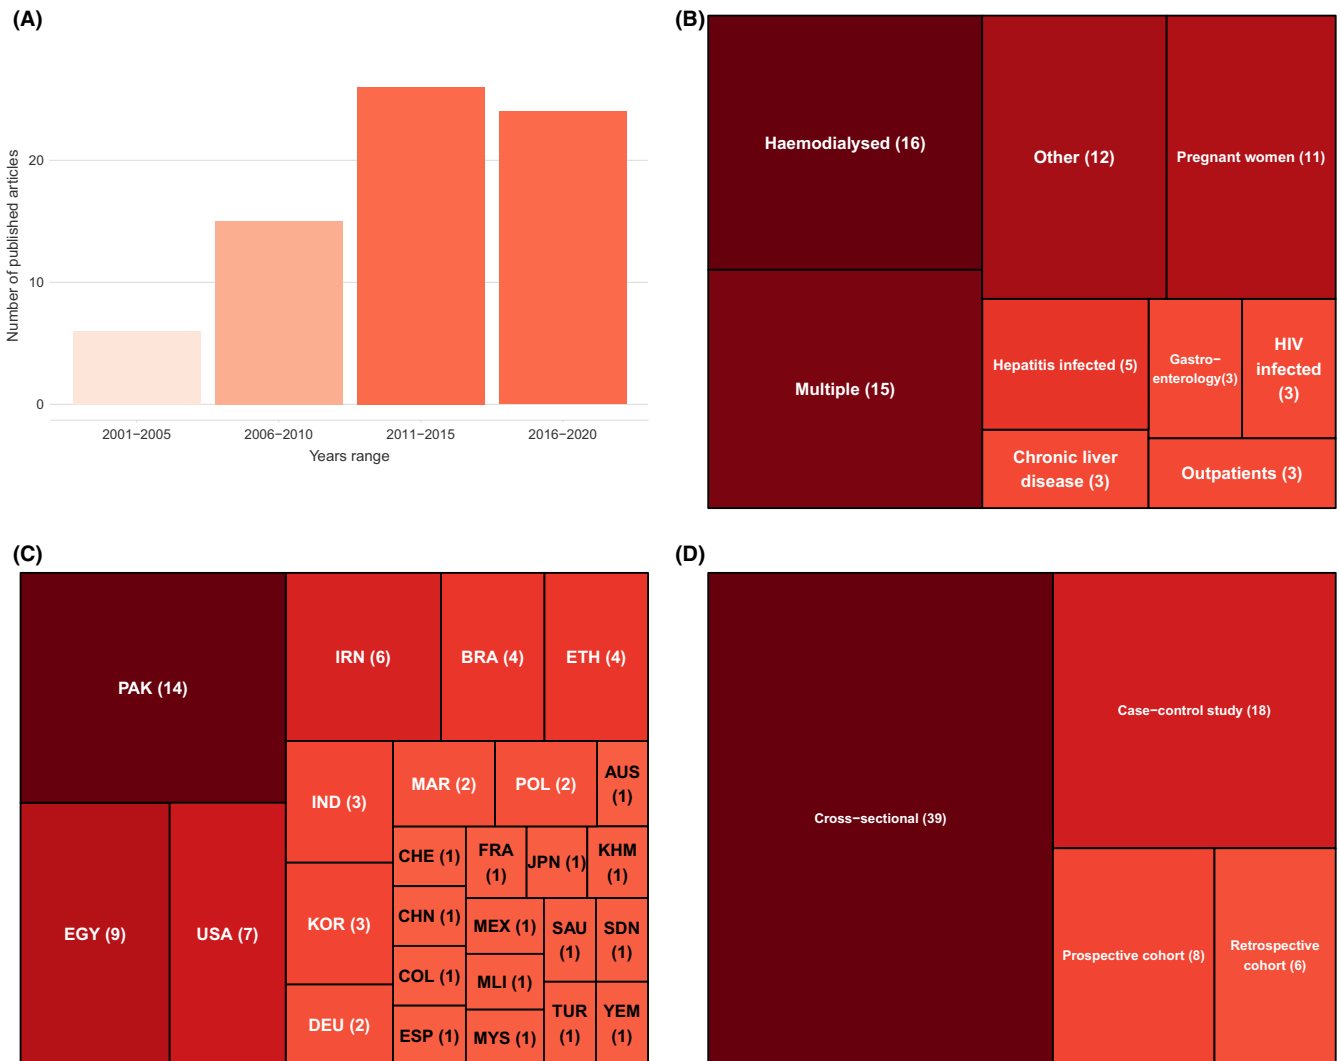 (A)
Number of published articles
20
10
0
2001−2005
2006−2010
2011−2015
2016−2020
Years range
(B)
Haemodialysed (16)
Other (12)
Pregnant women (11)
Multiple (15)
Hepatitis infected (5)
Gastro−
enterology(3)
HIV
infected
(3)
Chronic liver
disease (3)
Outpatients (3)
(C)
PAK (14)
IRN (6)
BRA (4)
ETH (4)
EGY (9)
USA (7)
IND (3)
MAR (2)
POL (2)
AUS
(1)
KOR (3)
CHE (1)
FRA
(1)
JPN (1)
KHM
(1)
CHN (1)
MEX (1)
SAU
(1)
SDN
(1)
COL (1)
MLI (1)
DEU (2)
ESP (1)
MYS (1)
TUR
(1)
YEM
(1)
(D)
Cross−sectional (39)
Case−control study (18)
Prospective cohort (8)
Retrospective
cohort (6)